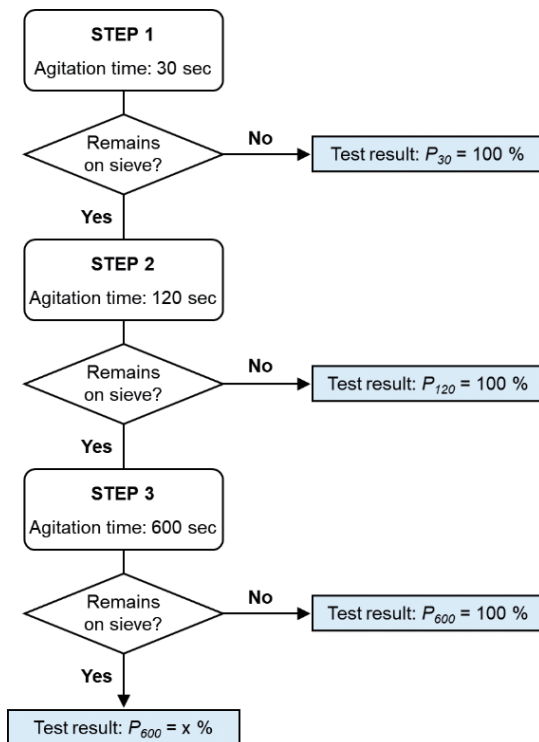 STEP 1
Agitation time: 30 sec
Remains
on sieve?
No
Test result: P30 = 100 %
Yes
STEP 2
Agitation time: 120 sec
Remains
on sieve?
No
Test result: P120 = 100 %
Yes
STEP 3
Agitation time: 600 sec
Remains
on sieve?
No
Test result: P600 = 100 %
Yes
Test result: P600 = x %